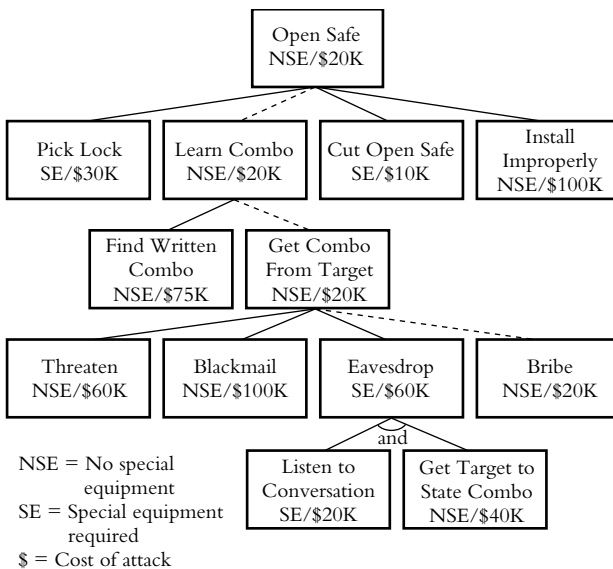 Open Safe
NSE/$20K
Pick Lock
SE/$30K
Learn Combo
NSE/$20K
Cut Open Safe
SE/$10K
Install
Improperly
NSE/$100K
Find Written
Combo
NSE/$75K
Get Combo
From Target
NSE/$20K
Threaten
NSE/$60K
Blackmail
NSE/$100K
Eavesdrop
SE/$60K
Bribe
NSE/$20K
and
Listen to
Conversation
SE/$20K
Get Target to
State Combo
NSE/$40K
NSE = No special
equipment
SE = Special equipment
required
$ = Cost of attack